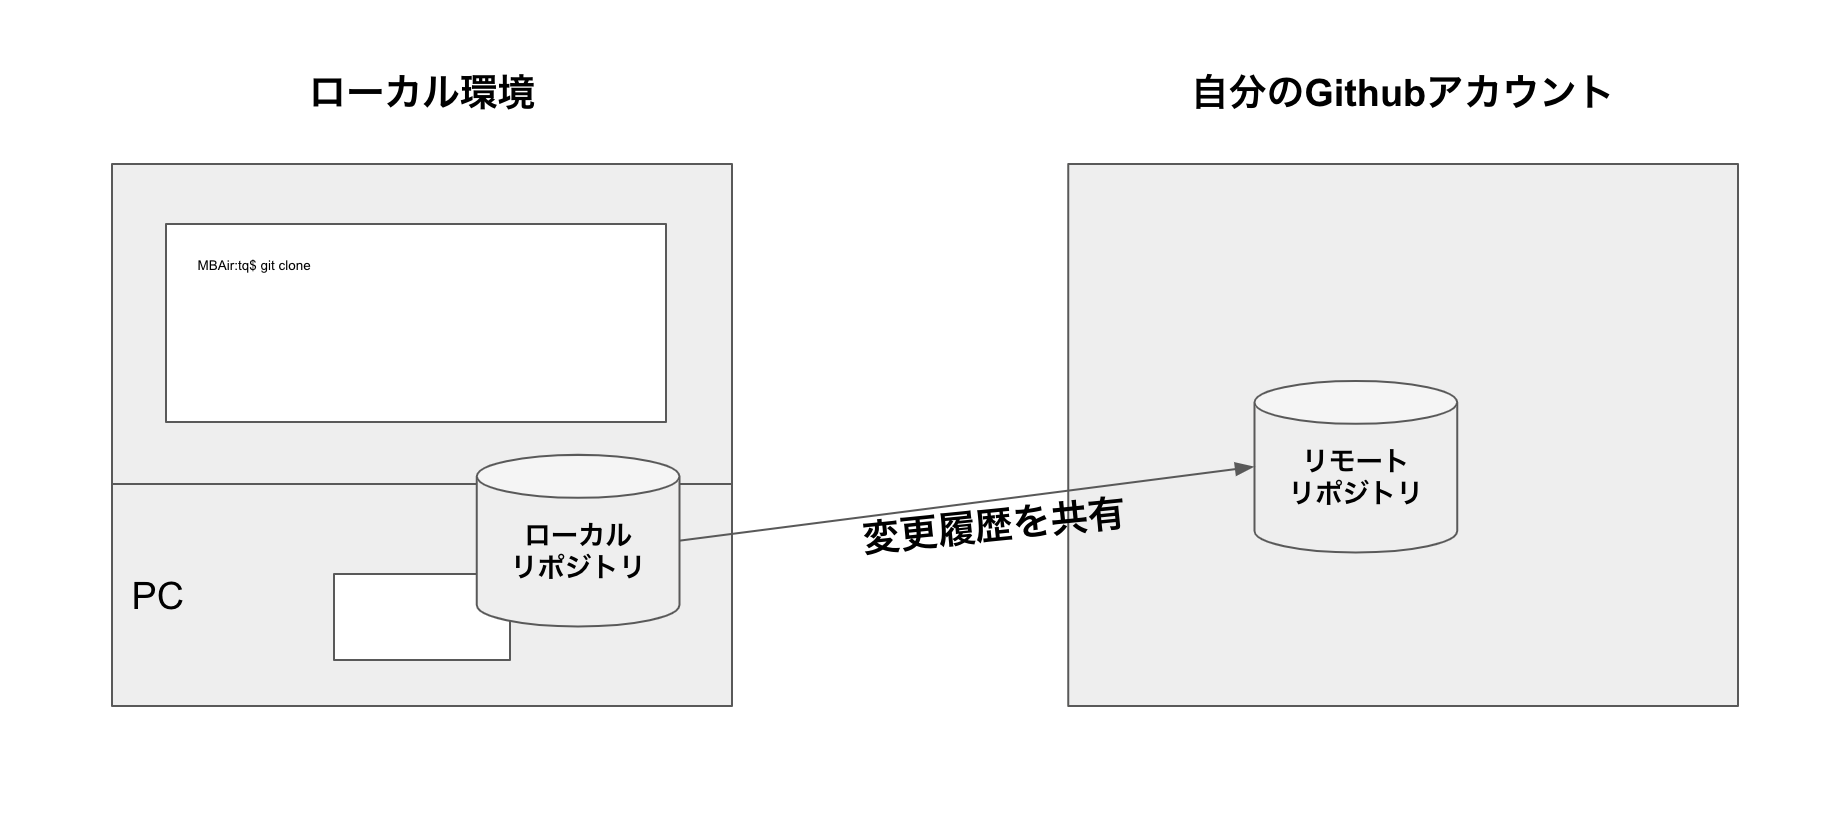 ローカル環境
自分のGithubアカウント
MBAir:tq$ git clone
ローカル
リポジトリ
PC
変更履歴を共有
リモート
リポジトリ